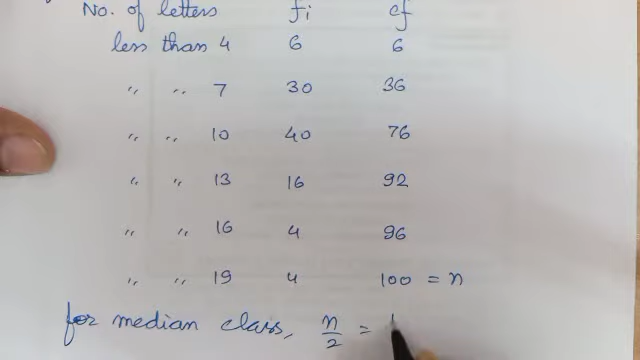 No. of letters fi cf
less than 4 6 6
" " 7 30 36
" " 10 40 76
" " 13 16 92
" " 16 4 96
" " 19 4 100 = n
for median class, n/2 =